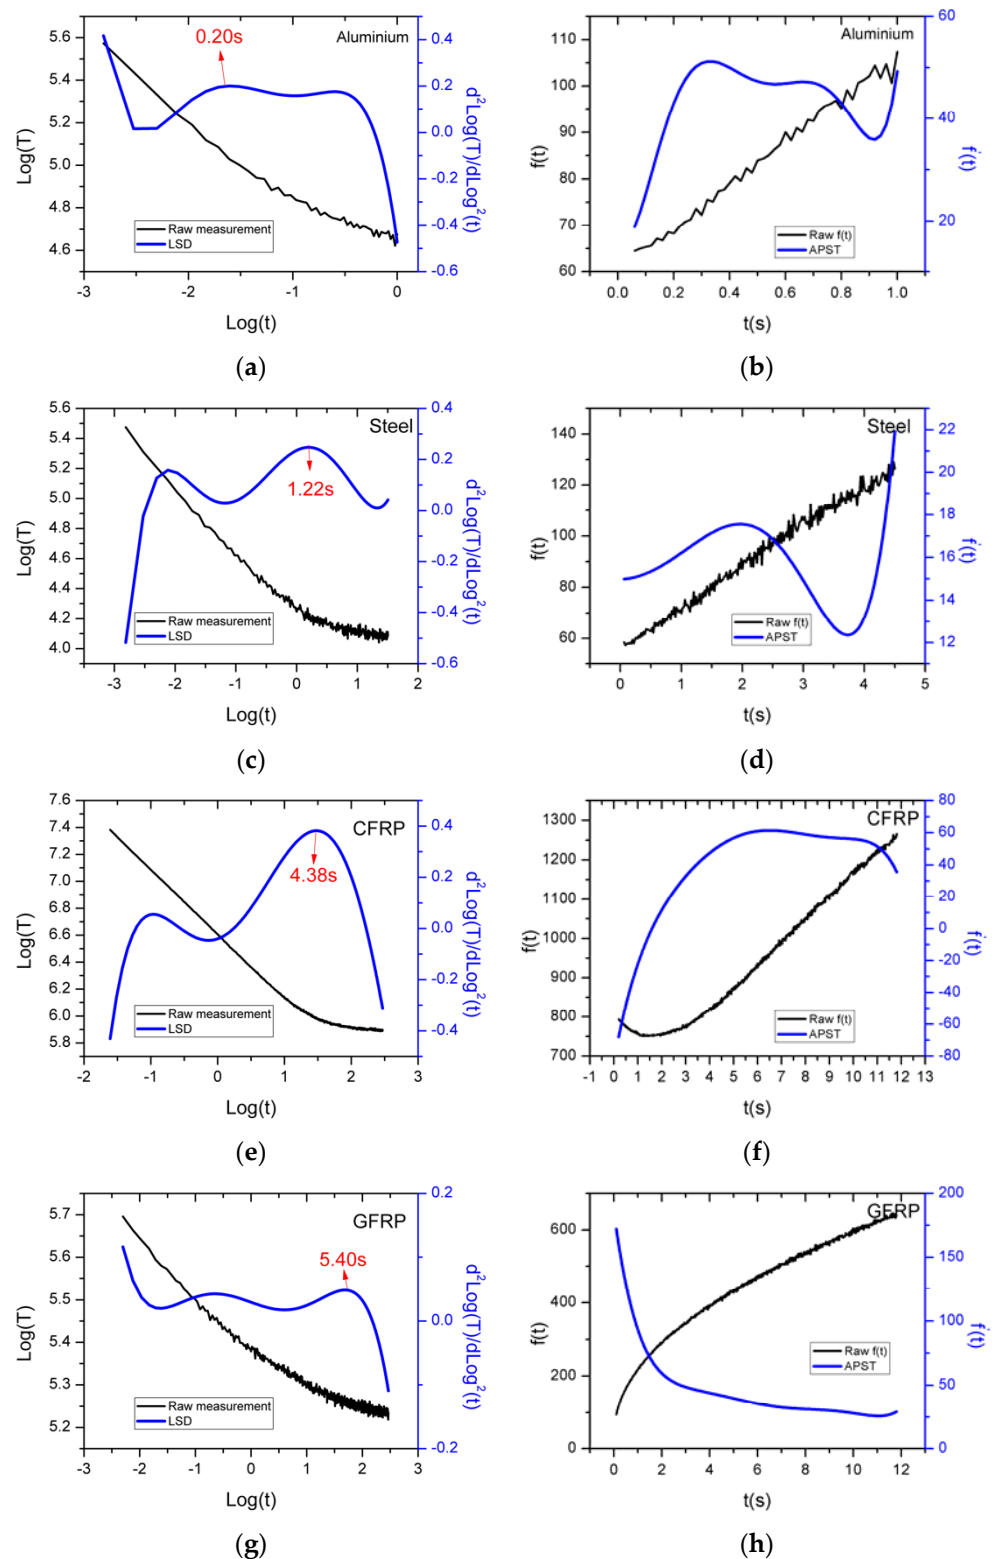 Aluminium
0.20s
Log(T)
5.6
5.4
5.2
5.0
4.8
4.6
0.4
0.2
0.0
-0.2
-0.4
-0.6
d²Log(T)/dLog²(t)
Raw measurement
LSD
-3 -2 -1 0
Log(t)
(a)
Aluminium
f(t)
110
100
90
80
70
60
60
40
20
ḟ(t)
Raw f(t)
APST
0.0 0.2 0.4 0.6 0.8 1.0
t(s)
(b)
Steel
1.22s
Log(T)
5.6
5.4
5.2
5.0
4.8
4.6
4.4
4.2
4.0
0.4
0.2
0.0
-0.2
-0.4
-0.6
d²Log(T)/dLog²(t)
Raw measurement
LSD
-3 -2 -1 0 1 2
Log(t)
(c)
Steel
f(t)
140
120
100
80
60
22
20
18
16
14
12
ḟ(t)
Raw f(t)
APST
0 1 2 3 4 5
t(s)
(d)
CFRP
4.38s
Log(T)
7.6
7.4
7.2
7.0
6.8
6.6
6.4
6.2
6.0
5.8
0.4
0.2
0.0
-0.2
-0.4
d²Log(T)/dLog²(t)
Raw measurement
LSD
-2 -1 0 1 2 3
Log(t)
(e)
CFRP
f(t)
1300
1200
1100
1000
900
800
700
80
60
40
20
0
-20
-40
-60
-80
ḟ(t)
Raw f(t)
APST
-1 0 1 2 3 4 5 6 7 8 9 10 11 12 13
t(s)
(f)
GFRP
5.40s
Log(T)
5.7
5.6
5.5
5.4
5.3
5.2
0.2
0.1
0.0
-0.1
-0.2
d²Log(T)/dLog²(t)
Raw measurement
LSD
-3 -2 -1 0 1 2 3
Log(t)
(g)
GFRP
f(t)
600
400
200
0
200
150
100
50
0
ḟ(t)
Raw f(t)
APST
0 2 4 6 8 10 12
t(s)
(h)